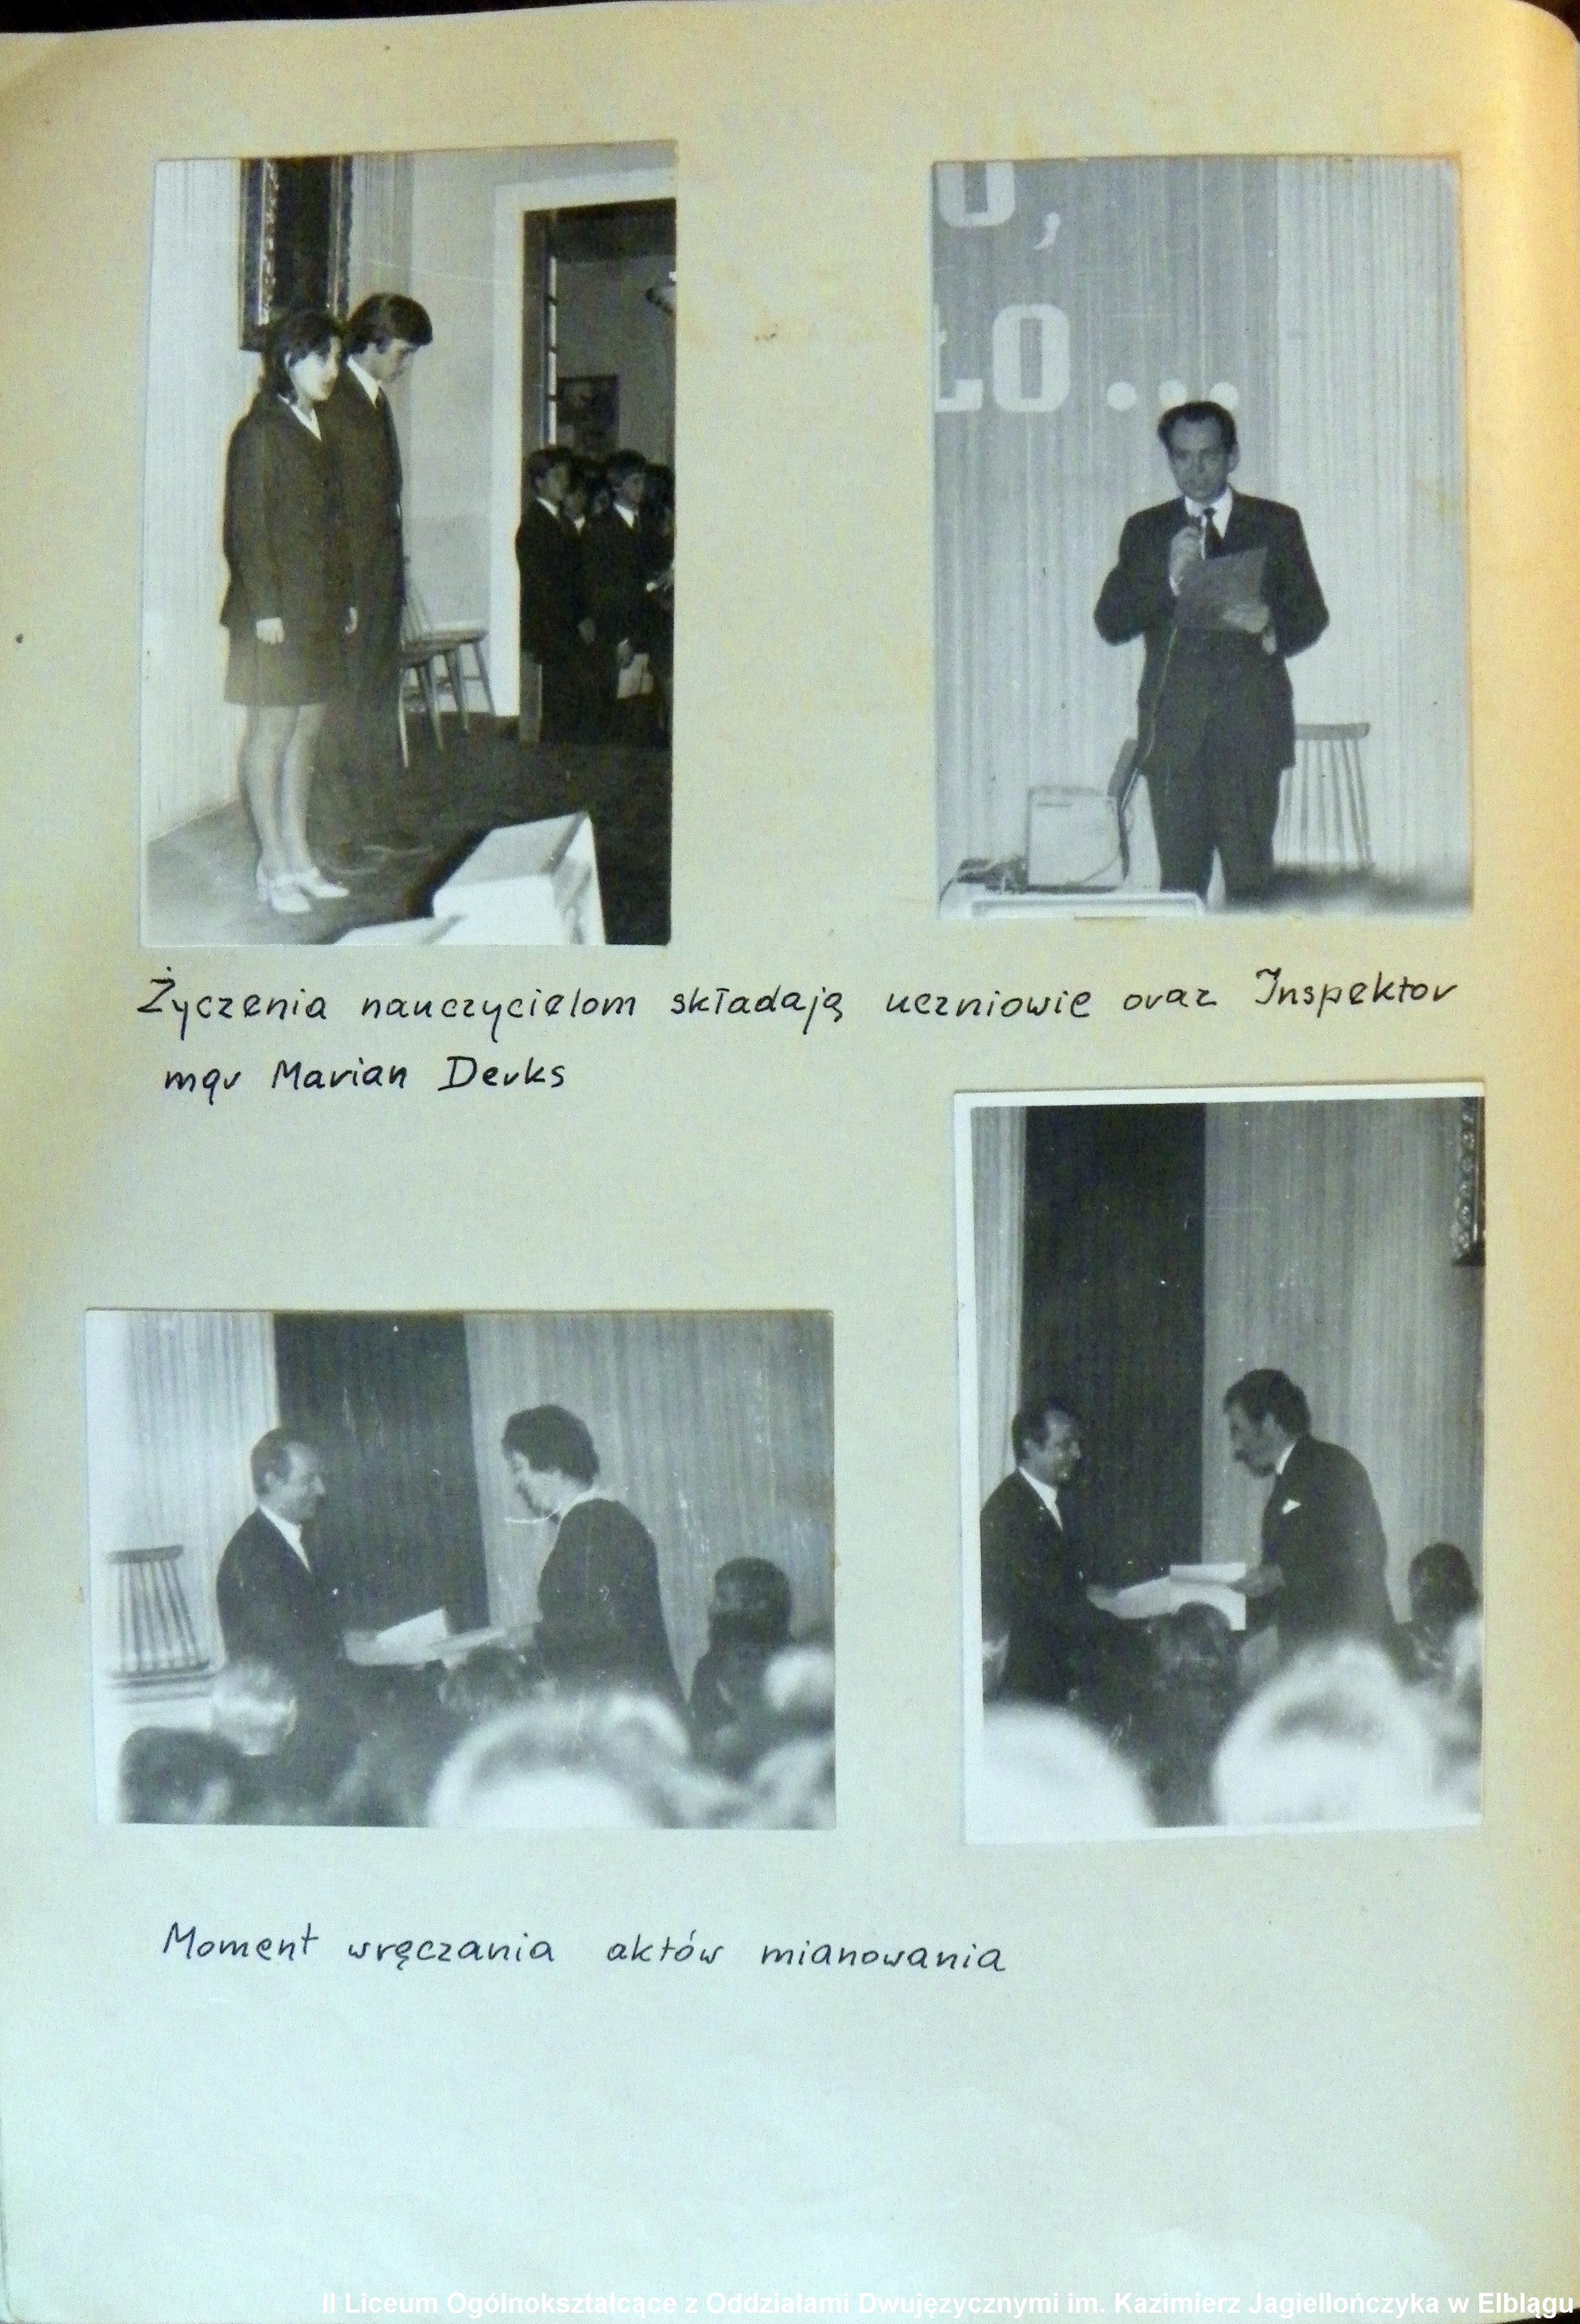 O,
ŁO...
Życzenia nauczycielom składają uczniowie oraz Inspektor
mgr Marian Derks
Moment wręczania aktów mianowania
II Liceum Ogólnokształcące z Oddziałami Dwujęzycznymi im. Kazimierz Jagiellończyka w Elblągu